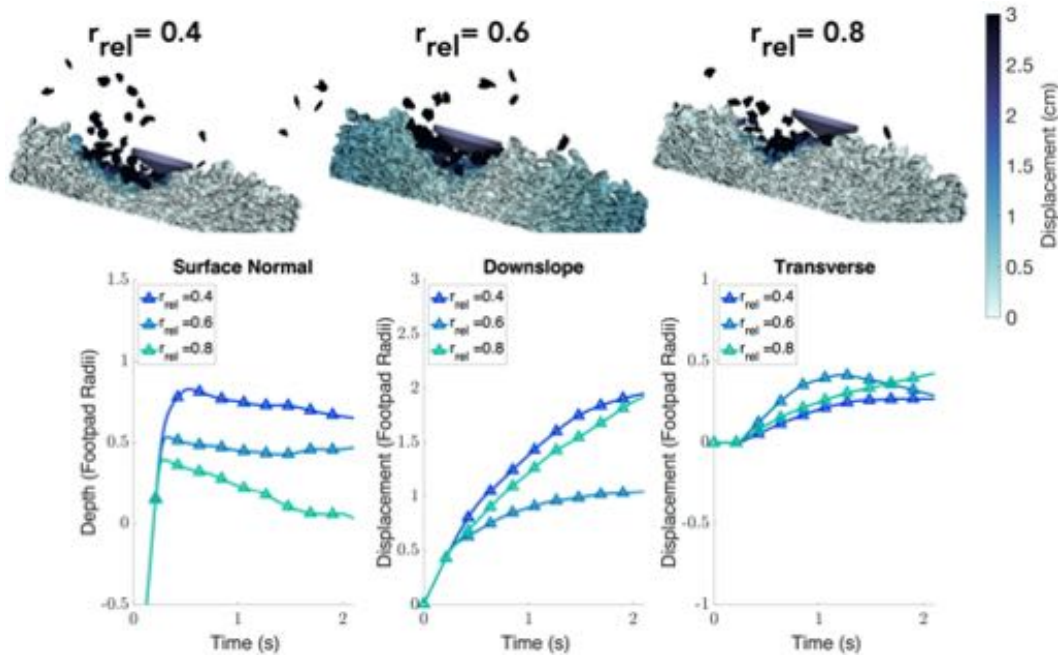 r_rel = 0.4
r_rel = 0.6
r_rel = 0.8
3
2.5
2
1.5
1
0.5
0
Displacement (cm)
Surface Normal
1.5
1
0.5
0
-0.5
r_rel =0.4
r_rel =0.6
r_rel =0.8
Depth (Footpad Radii)
0
1
2
Time (s)
Downslope
3
2.5
2
1.5
1
0.5
0
r_rel =0.4
r_rel =0.6
r_rel =0.8
Displacement (Footpad Radii)
0
1
2
Time (s)
Transverse
1
0.5
0
-0.5
-1
r_rel =0.4
r_rel =0.6
r_rel =0.8
Displacement (Footpad Radii)
0
1
2
Time (s)